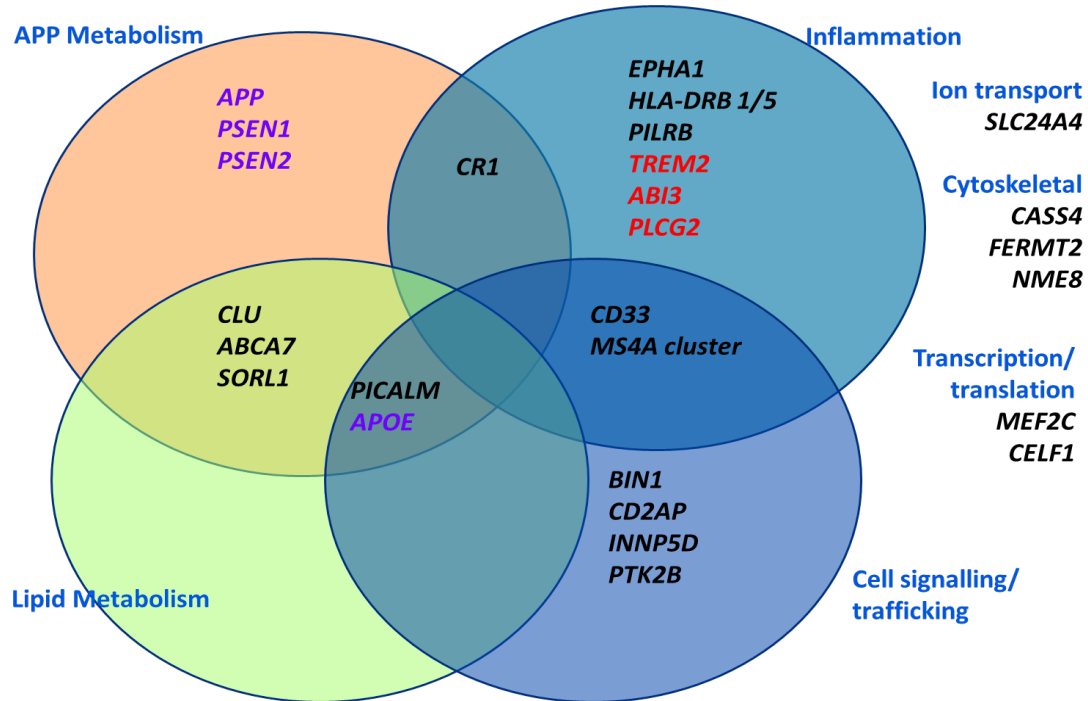 APP Metabolism
APP
PSEN1
PSEN2
CR1
Inflammation
EPHA1
HLA-DRB 1/5
PILRB
TREM2
ABI3
PLCG2
Ion transport
SLC24A4
Cytoskeletal
CASS4
FERMT2
NME8
CLU
ABCA7
SORL1
PICALM
APOE
CD33
MS4A cluster
Transcription/
translation
MEF2C
CELF1
BIN1
CD2AP
INNP5D
PTK2B
Lipid Metabolism
Cell signalling/
trafficking